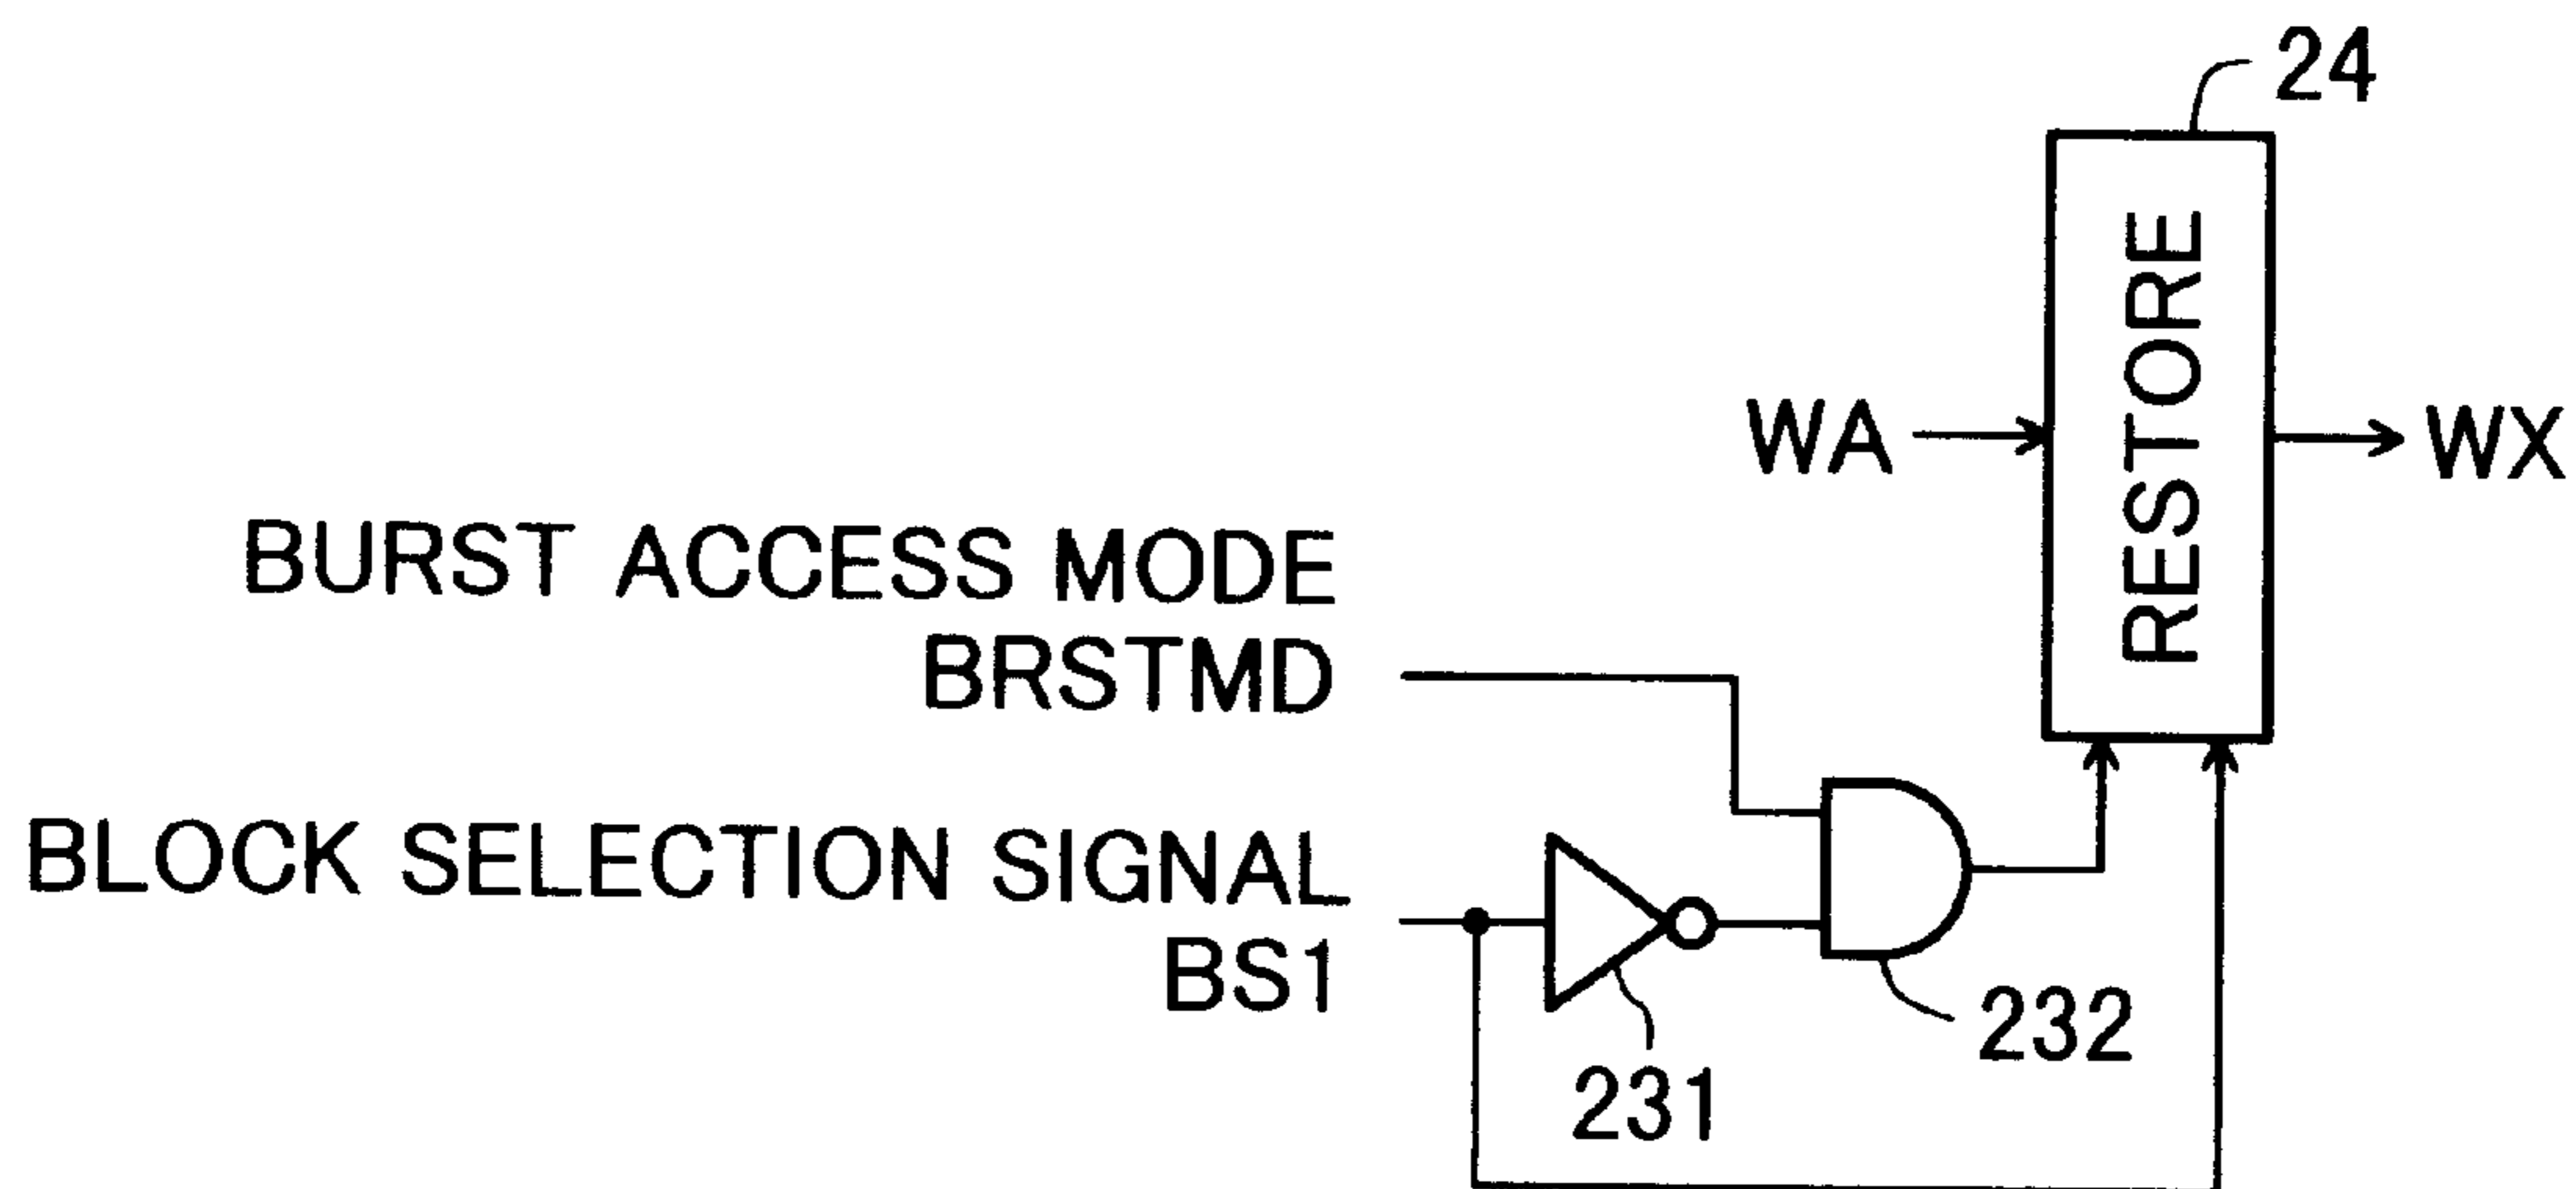 24
RESTORE
WA
WX
BURST ACCESS MODE
BRSTMD
BLOCK SELECTION SIGNAL
BS1
232
231